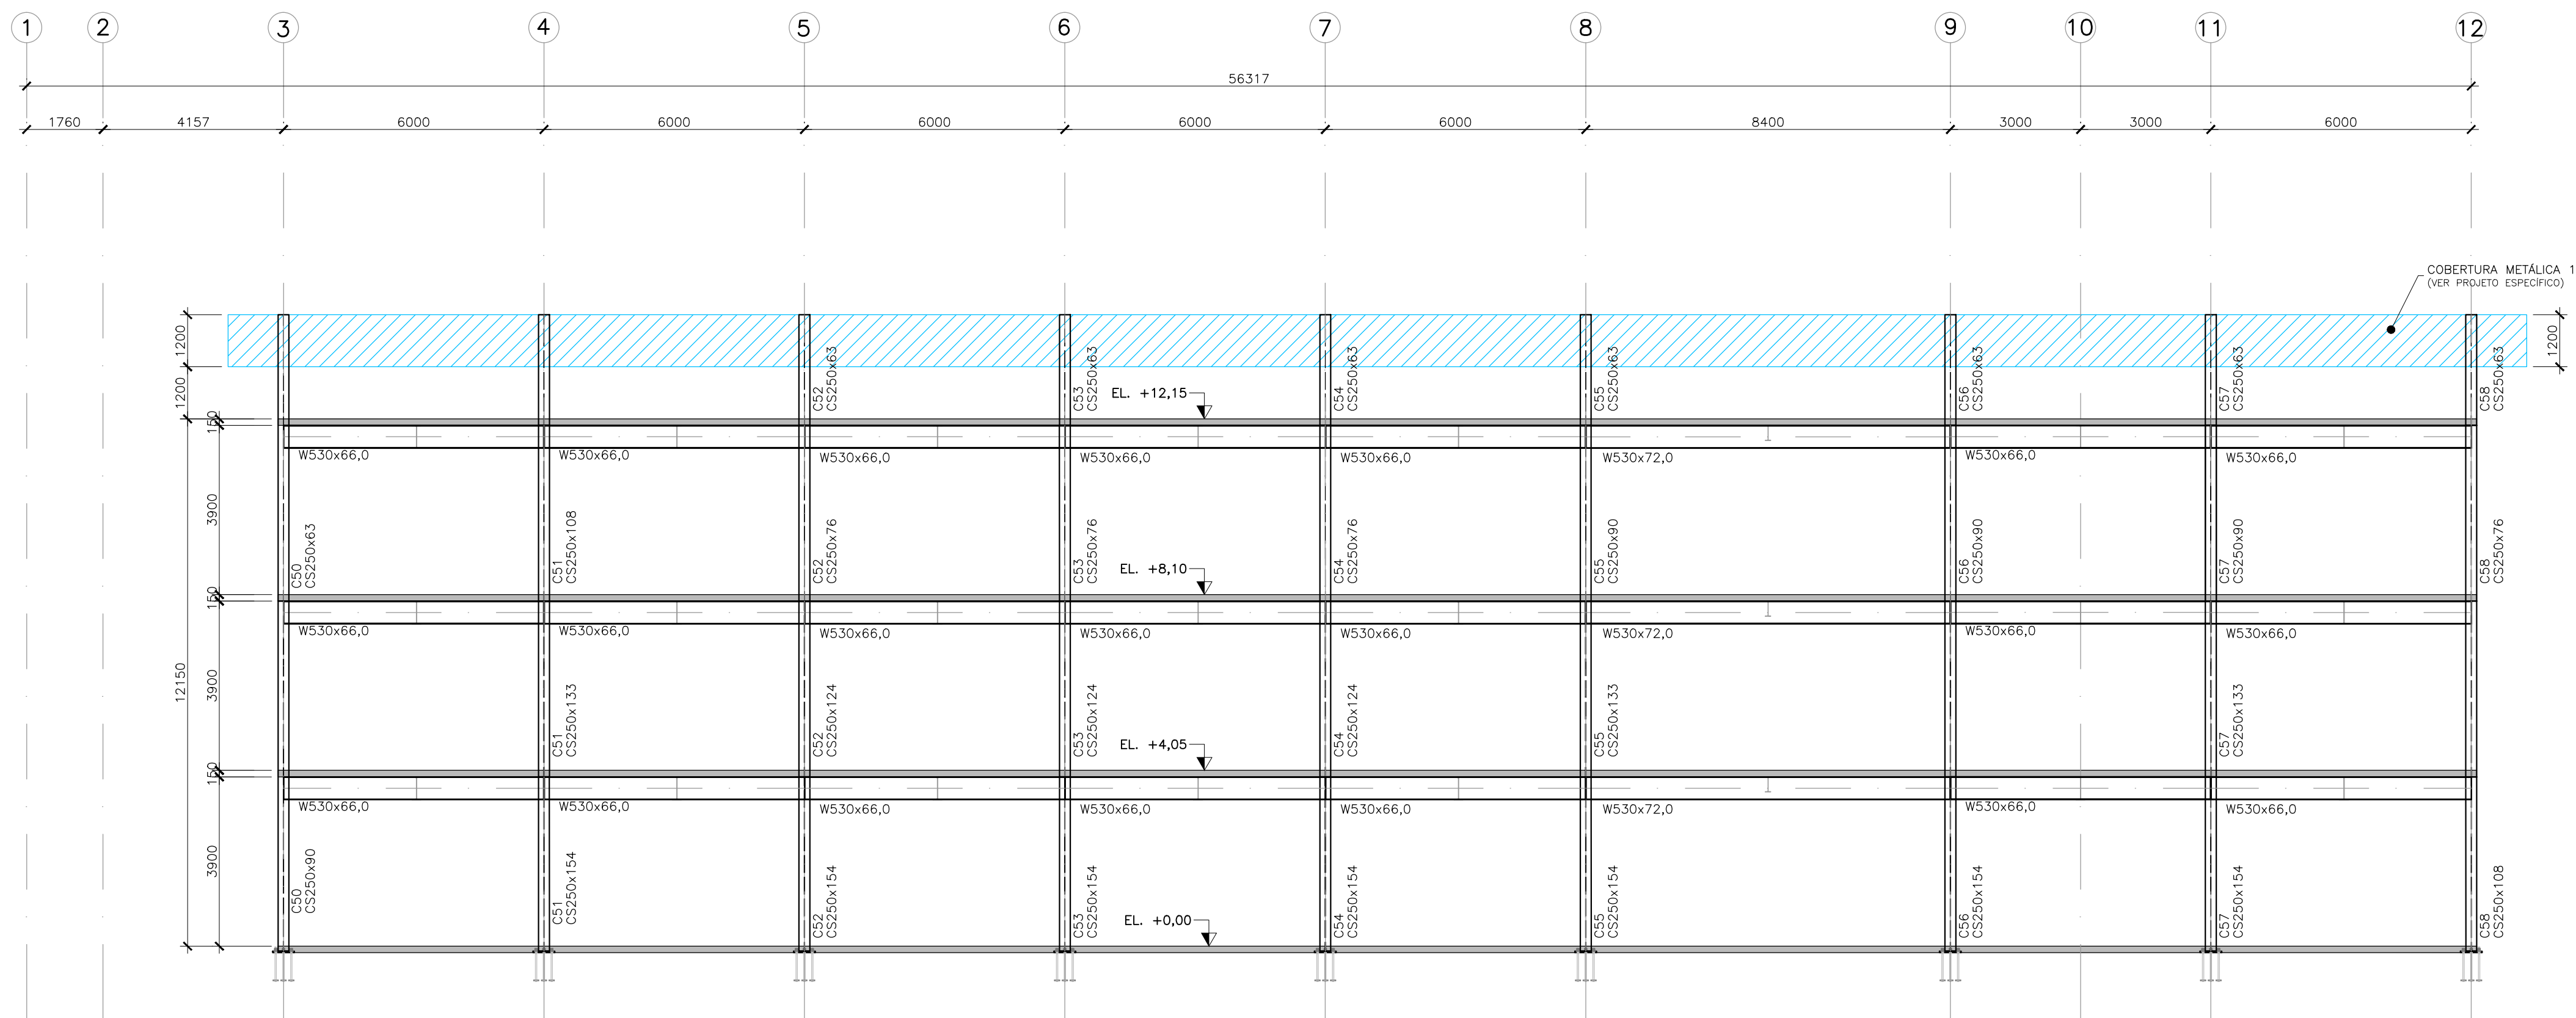 1 2 3 4 5 6 7 8 9 10 11 12
56317
1760 4157 6000 6000 6000 6000 6000 8400 3000 3000 6000
COBERTURA METÁLICA 1
(VER PROJETO ESPECÍFICO)
1200
1200
1200
C52
CS250x63
C53
CS250x63
C54
CS250x63
C55
CS250x63
C56
CS250x63
C57
CS250x63
C58
CS250x63
EL. +12,15
150
W530x66,0 W530x66,0 W530x66,0 W530x66,0 W530x66,0 W530x72,0 W530x66,0 W530x66,0
3900
C50
CS250x63
C51
CS250x108
C52
CS250x76
C53
CS250x76
C54
CS250x76
C55
CS250x90
C56
CS250x90
C57
CS250x90
C58
CS250x76
EL. +8,10
150
W530x66,0 W530x66,0 W530x66,0 W530x66,0 W530x66,0 W530x72,0 W530x66,0 W530x66,0
12150
3900
C51
CS250x133
C52
CS250x124
C53
CS250x124
C54
CS250x124
C55
CS250x133
C57
CS250x133
EL. +4,05
150
W530x66,0 W530x66,0 W530x66,0 W530x66,0 W530x66,0 W530x72,0 W530x66,0 W530x66,0
3900
C50
CS250x90
C51
CS250x154
C52
CS250x154
C53
CS250x154
C54
CS250x154
C55
CS250x154
C56
CS250x154
C57
CS250x154
C58
CS250x108
EL. +0,00